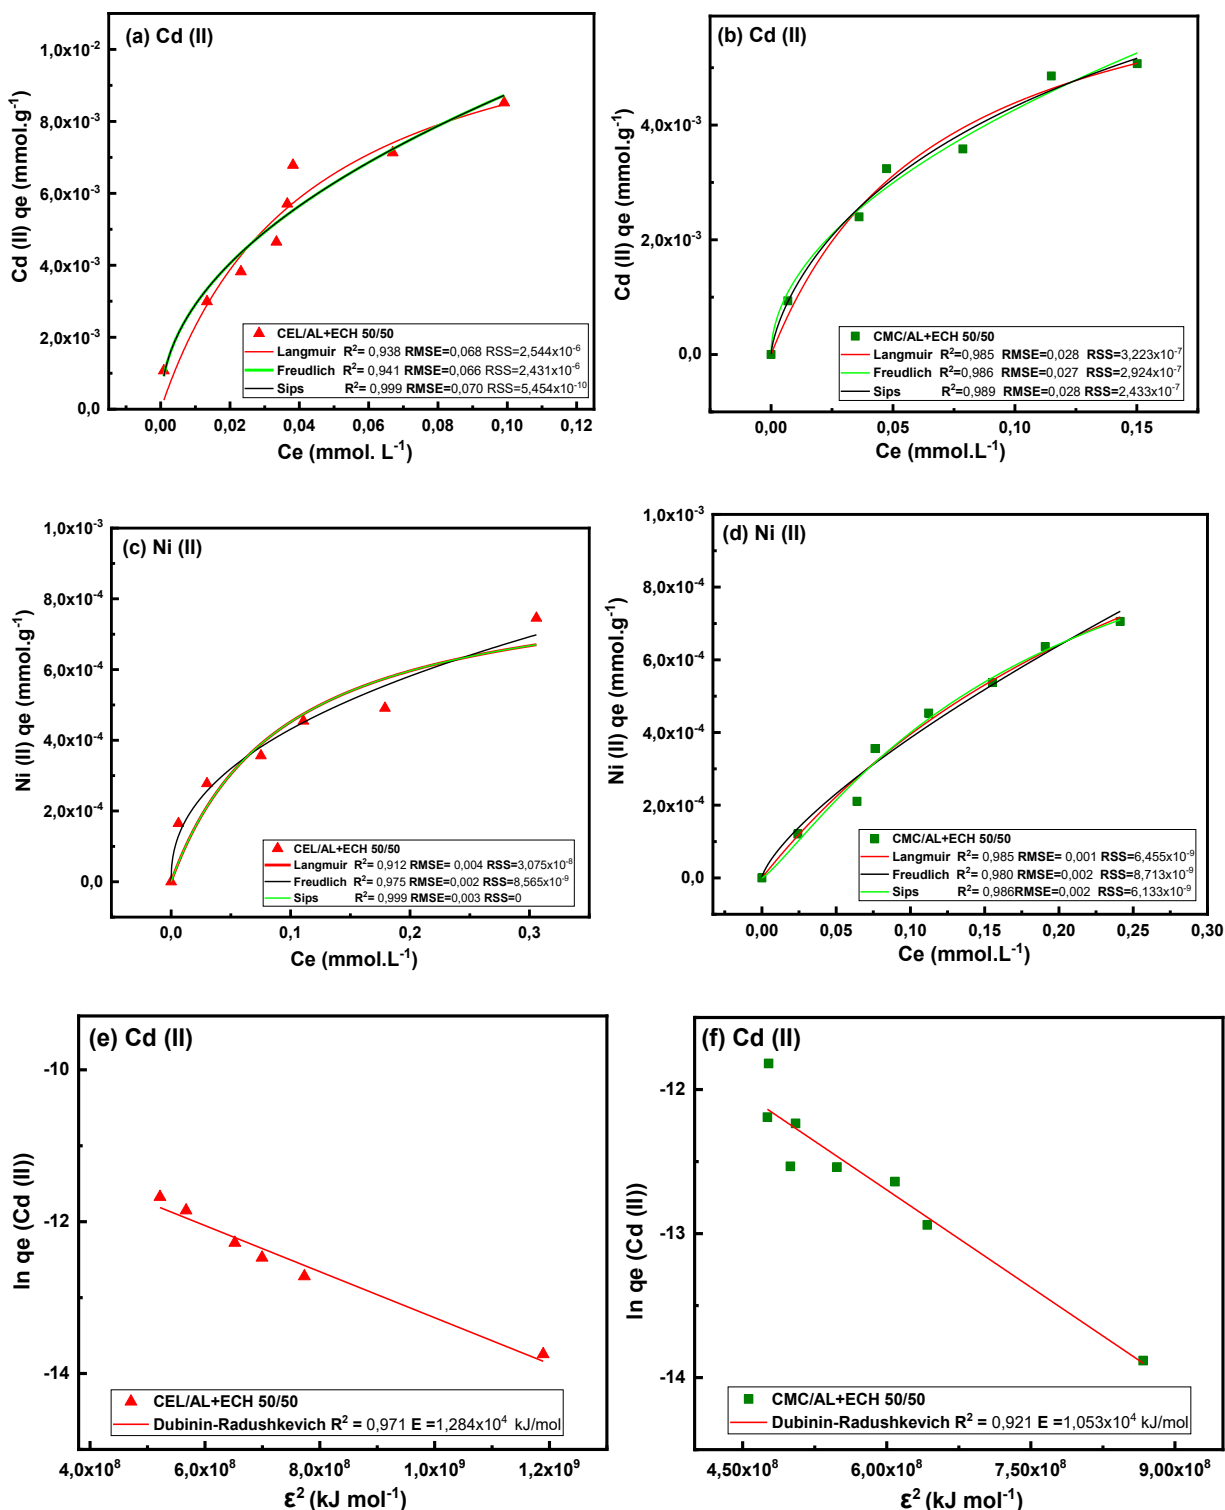 (a) Cd (II)
1,0x10-2
8,0x10-3
6,0x10-3
4,0x10-3
2,0x10-3
0,0
Cd (II) qe (mmol.g-1)
CEL/AL+ECH 50/50
Langmuir R2= 0,938 RMSE=0,068 RSS=2,544x10-6
Freudlich R2= 0,941 RMSE=0,066 RSS=2,431x10-6
Sips R2= 0,999 RMSE=0,070 RSS=5,454x10-10
0,00 0,02 0,04 0,06 0,08 0,10 0,12
Ce (mmol. L-1)
(b) Cd (II)
4,0x10-3
2,0x10-3
0,0
Cd (II) qe (mmol.g-1)
CMC/AL+ECH 50/50
Langmuir R2=0,985 RMSE=0,028 RSS=3,223x10-7
Freudlich R2=0,986 RMSE=0,027 RSS=2,924x10-7
Sips R2=0,989 RMSE=0,028 RSS=2,433x10-7
0,00 0,05 0,10 0,15
Ce (mmol.L-1)
(c) Ni (II)
1,0x10-3
8,0x10-4
6,0x10-4
4,0x10-4
2,0x10-4
0,0
Ni (II) qe (mmol.g-1)
CEL/AL+ECH 50/50
Langmuir R2= 0,912 RMSE= 0,004 RSS=3,075x10-8
Freudlich R2= 0,975 RMSE=0,002 RSS=8,565x10-9
Sips R2= 0,999 RMSE=0,003 RSS=0
0,0 0,1 0,2 0,3
Ce (mmol.L-1)
(d) Ni (II)
1,0x10-3
8,0x10-4
6,0x10-4
4,0x10-4
2,0x10-4
0,0
Ni (II) qe (mmol.g-1)
CMC/AL+ECH 50/50
Langmuir R2= 0,985 RMSE= 0,001 RSS=6,455x10-9
Freudlich R2= 0,980 RMSE=0,002 RSS=8,713x10-9
Sips R2= 0,986RMSE=0,002 RSS=6,133x10-9
0,00 0,05 0,10 0,15 0,20 0,25 0,30
Ce (mmol.L-1)
(e) Cd (II)
-10
-12
-14
ln qe (Cd (II))
CEL/AL+ECH 50/50
Dubinin-Radushkevich R2 = 0,971 E =1,284x104 kJ/mol
4,0x108 6,0x108 8,0x108 1,0x109 1,2x109
ε2 (kJ mol-1)
(f) Cd (II)
-12
-13
-14
ln qe (Cd (II))
CMC/AL+ECH 50/50
Dubinin-Radushkevich R2 = 0,921 E =1,053x104 kJ/mol
4,50x108 6,00x108 7,50x108 9,00x108
ε2 (kJ mol-1)